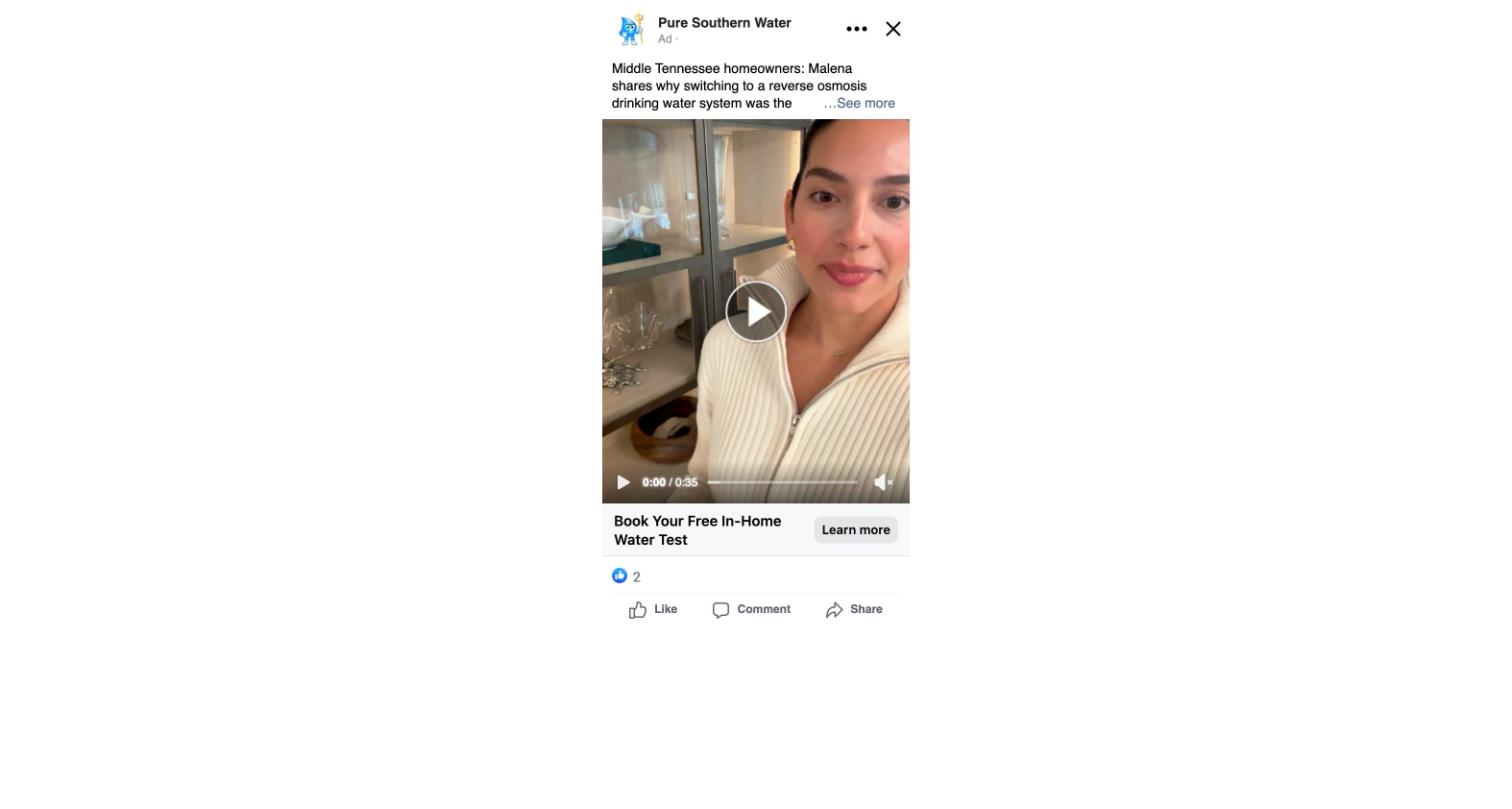 Pure Southern Water
Ad ·
Middle Tennessee homeowners: Malena
shares why switching to a reverse osmosis
drinking water system was the ...See more
0:00 / 0:35
Book Your Free In-Home
Water Test
Learn more
2
Like Comment Share